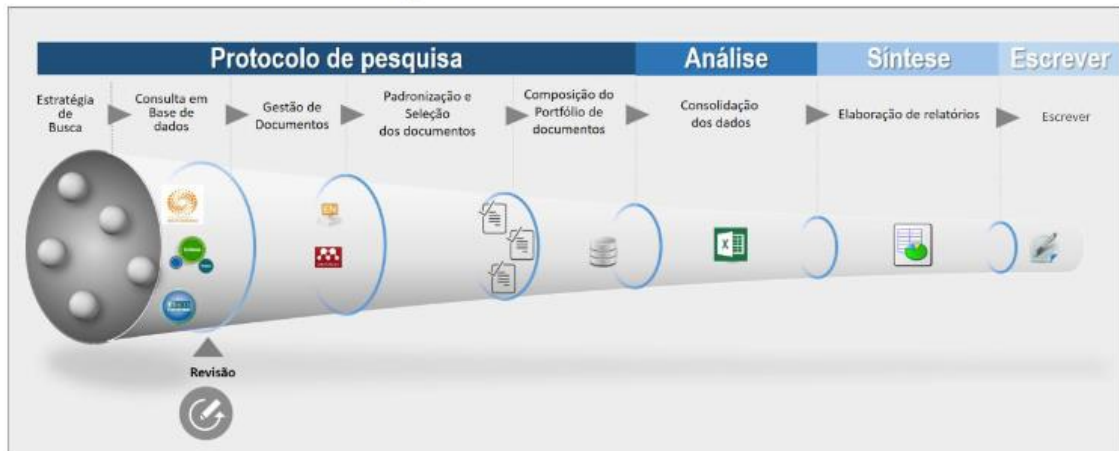 Protocolo de pesquisa
Análise
Síntese
Escrever
Estratégia
de
Busca
Consulta em
Base de
dados
Gestão de
Documentos
Padronização e
Seleção
dos documentos
Composição do
Portfólio de
documentos
Consolidação
dos dados
Elaboração de relatórios
Escrever
EN
X
Revisão